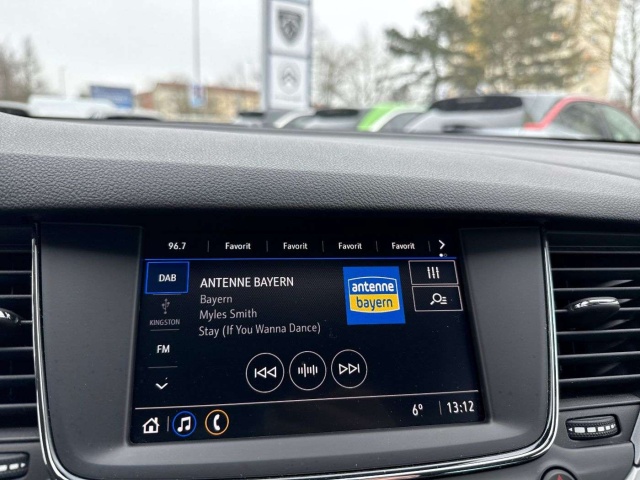 96.7 Favorit Favorit Favorit Favorit
DAB
ANTENNE BAYERN
Bayern
Myles Smith
Stay (If You Wanna Dance)
antenne
bayern
KINGSTON
FM
6° 13:12